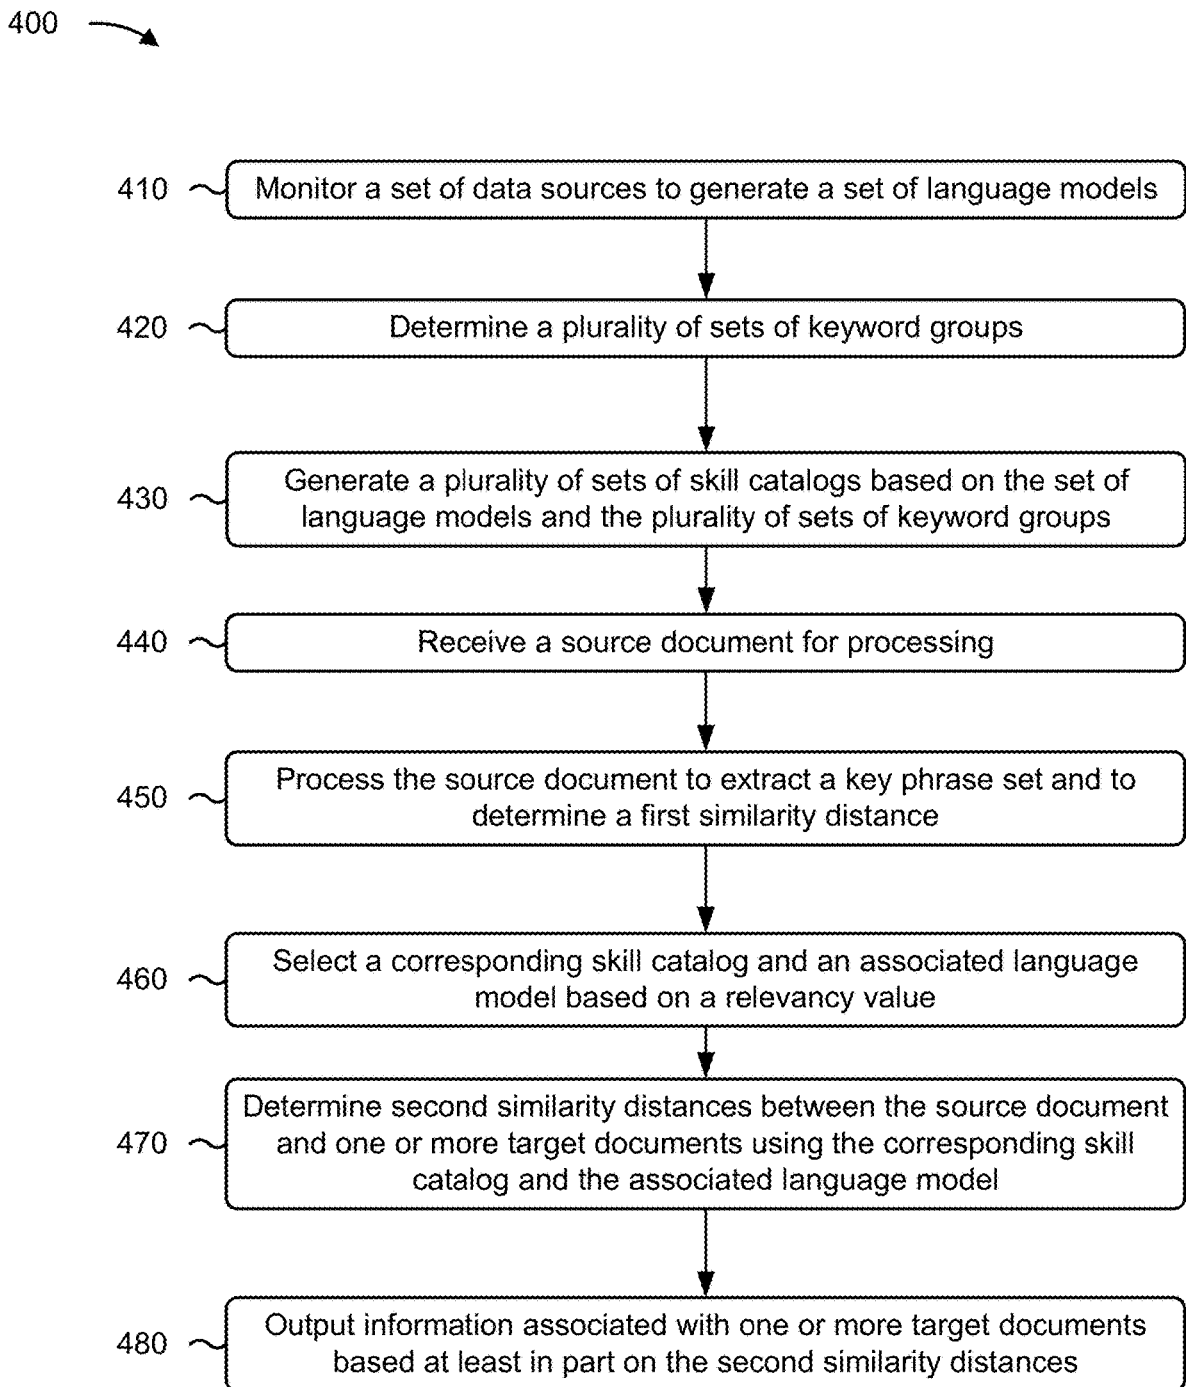 400
410
Monitor a set of data sources to generate a set of language models
420
Determine a plurality of sets of keyword groups
430
Generate a plurality of sets of skill catalogs based on the set of
language models and the plurality of sets of keyword groups
440
Receive a source document for processing
450
Process the source document to extract a key phrase set and to
determine a first similarity distance
460
Select a corresponding skill catalog and an associated language
model based on a relevancy value
470
Determine second similarity distances between the source document
and one or more target documents using the corresponding skill
catalog and the associated language model
480
Output information associated with one or more target documents
based at least in part on the second similarity distances